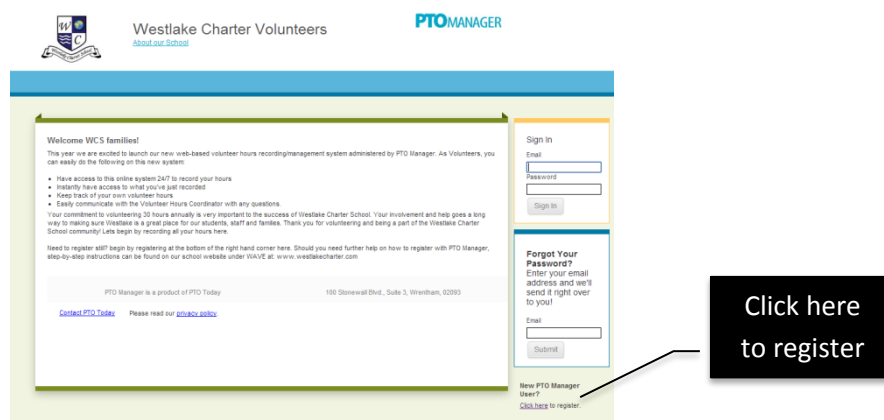 Westlake Charter Volunteers
About our School
PTOMANAGER
Welcome WCS families!
This year we are excited to launch our new web-based volunteer hours recording/management system administered by PTO Manager. As Volunteers, you
can easily do the following on this new system:
Have access to this online system 24/7 to record your hours
Instantly have access to what you've just recorded
Keep track of your own volunteer hours
Easily communicate with the Volunteer Hours Coordinator with any questions.
Your commitment to volunteering 30 hours annually is very important to the success of Westlake Charter School. Your involvement and help goes a long
way to making sure Westlake is a great place for our students, staff and families. Thank you for volunteering and being a part of the Westlake Charter
School community! Lets begin by recording all your hours here.
Need to register still? begin by registering at the bottom of the right hand corner here. Should you need further help on how to register with PTO Manager,
step-by-step instructions can be found on our school website under WAVE at: www.westlakecharter.com
PTO Manager is a product of PTO Today
100 Stonewall Blvd., Suite 3, Wrentham, 02093
Contact PTO Today
Please read our privacy policy.
Sign In
Email
Password
Sign In
Forgot Your
Password?
Enter your email
address and we'll
send it right over
to you!
Email
Submit
New PTO Manager
User?
Click here to register.
Click here
to register